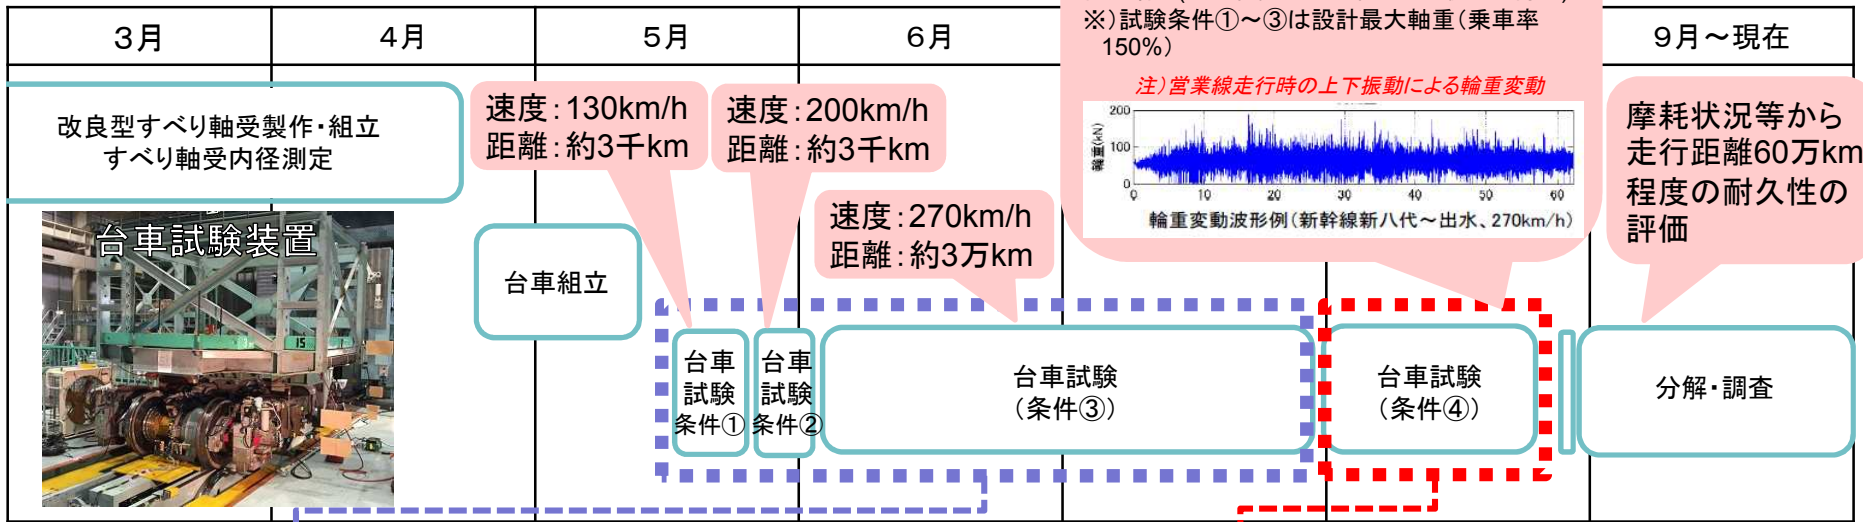 ※)試験条件①~③は設計最大軸重(乗車率
150%)
3月
4月
5月
6月
9月~現在
注)営業線走行時の上下振動による輪重変動
輪重(kN)
200
100
0
0
10
20
30
40
50
60
輪重変動波形例(新幹線新八代~出水、270km/h)
改良型すべり軸受製作・組立
すべり軸受内径測定
速度:130km/h
距離:約3千km
速度:200km/h
距離:約3千km
速度:270km/h
距離:約3万km
摩耗状況等から
走行距離60万km
程度の耐久性の
評価
台車試験装置
15
台車組立
台車
試験
条件①
台車
試験
条件②
台車試験
(条件③)
台車試験
(条件④)
分解・調査